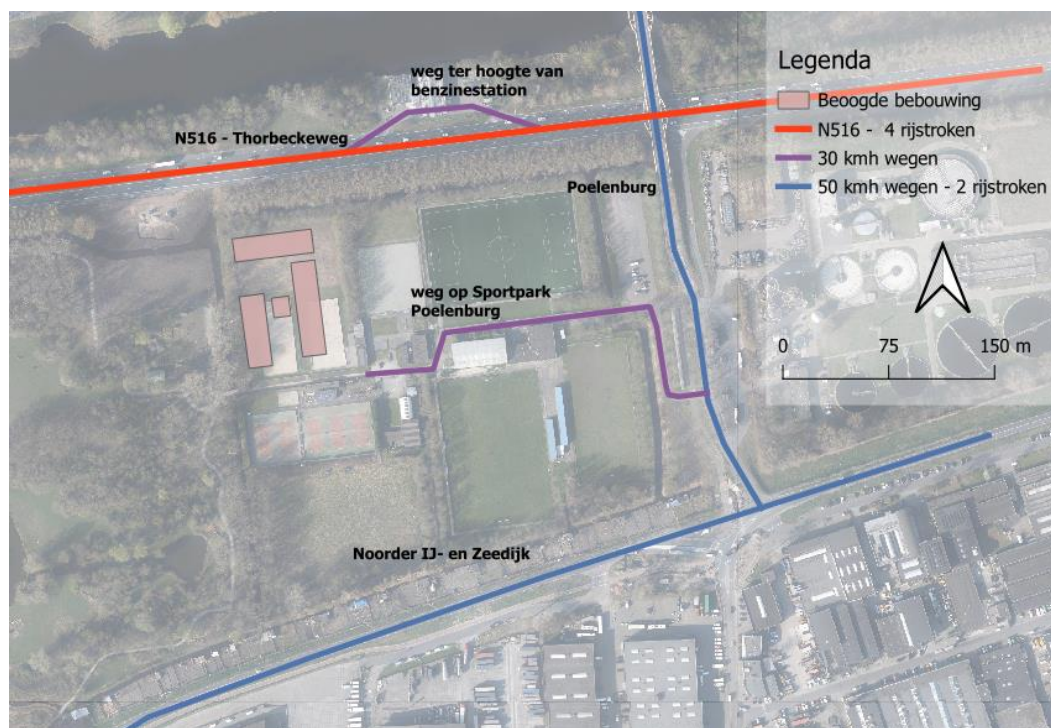 weg ter hoogte van
benzinestation
N516 - Thorbeckeweg
Poelenburg
weg op Sportpark
Poelenburg
Noorder IJ- en Zeedijk
Legenda
Beoogde bebouwing
N516 - 4 rijstroken
30 kmh wegen
50 kmh wegen - 2 rijstroken
0 75 150 m